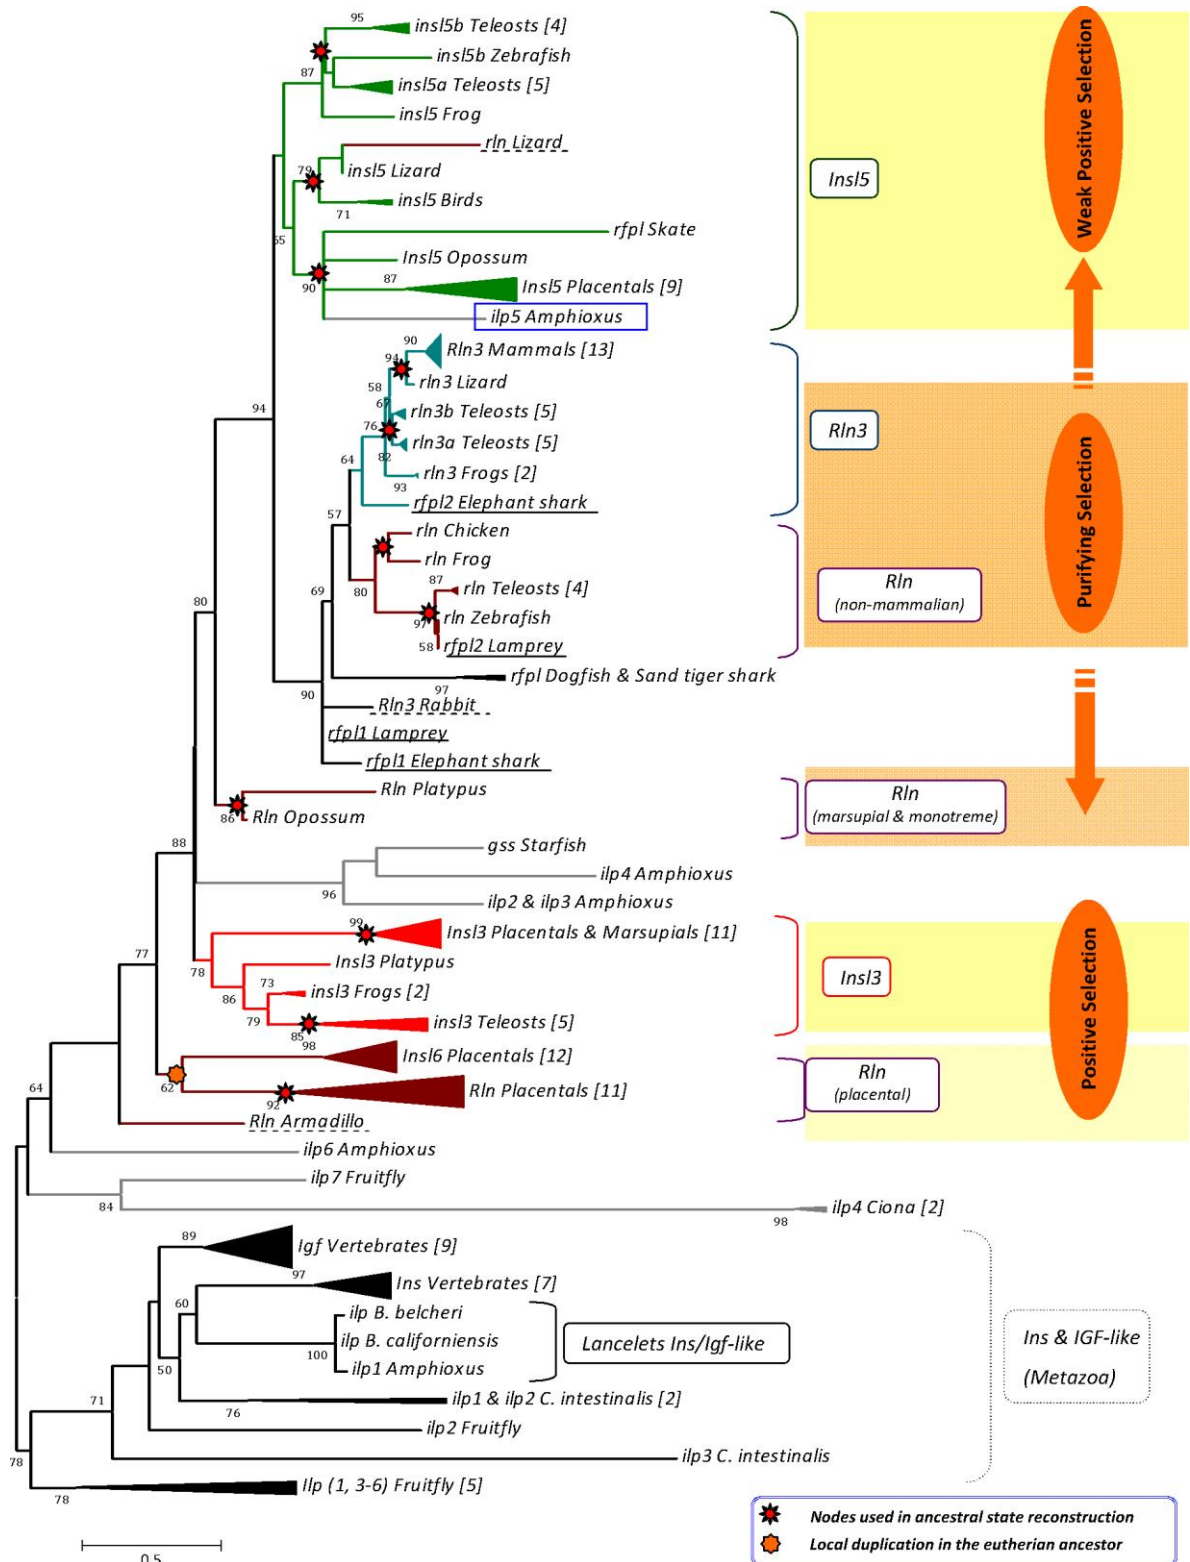 95
insl5b Teleosts [4]
insl5b Zebrafish
87
insl5a Teleosts [5]
insl5 Frog
rln Lizard
79
insl5 Lizard
insl5 Birds
71
rfpl Skate
Insl5 Opossum
90
87
Insl5 Placentals [9]
ilp5 Amphioxus
Insl5
Weak Positive Selection
90
Rln3 Mammals [13]
94
rln3 Lizard
58
67
rln3b Teleosts [5]
76
rln3a Teleosts [5]
82
64
rln3 Frogs [2]
93
rfpl2 Elephant shark
Rln3
94
57
rln Chicken
rln Frog
80
87
rln Teleosts [4]
97
rln Zebrafish
58
rfpl2 Lamprey
Rln
(non-mammalian)
Purifying Selection
69
80
rfpl Dogfish & Sand tiger shark
97
90
Rln3 Rabbit
rfpl1 Lamprey
rfpl1 Elephant shark
Rln Platypus
86
Rln Opossum
Rln
(marsupial & monotreme)
88
gss Starfish
ilp4 Amphioxus
96
ilp2 & ilp3 Amphioxus
99
Insl3 Placentals & Marsupials [11]
77
78
Insl3 Platypus
86
73
insl3 Frogs [2]
79
85
insl3 Teleosts [5]
Insl3
Positive Selection
98
Insl6 Placentals [12]
62
92
Rln Placentals [11]
Rln
(placental)
64
Rln Armadillo
ilp6 Amphioxus
ilp7 Fruitfly
84
98
ilp4 Ciona [2]
89
Igf Vertebrates [9]
97
Ins Vertebrates [7]
60
ilp B. belcheri
ilp B. californiensis
100
ilp1 Amphioxus
Lancelets Ins/Igf-like
50
76
ilp1 & ilp2 C. intestinalis [2]
71
ilp2 Fruitfly
ilp3 C. intestinalis
78
78
Ilp (1, 3-6) Fruitfly [5]
Ins & IGF-like
(Metazoa)
Nodes used in ancestral state reconstruction
Local duplication in the eutherian ancestor
0.5